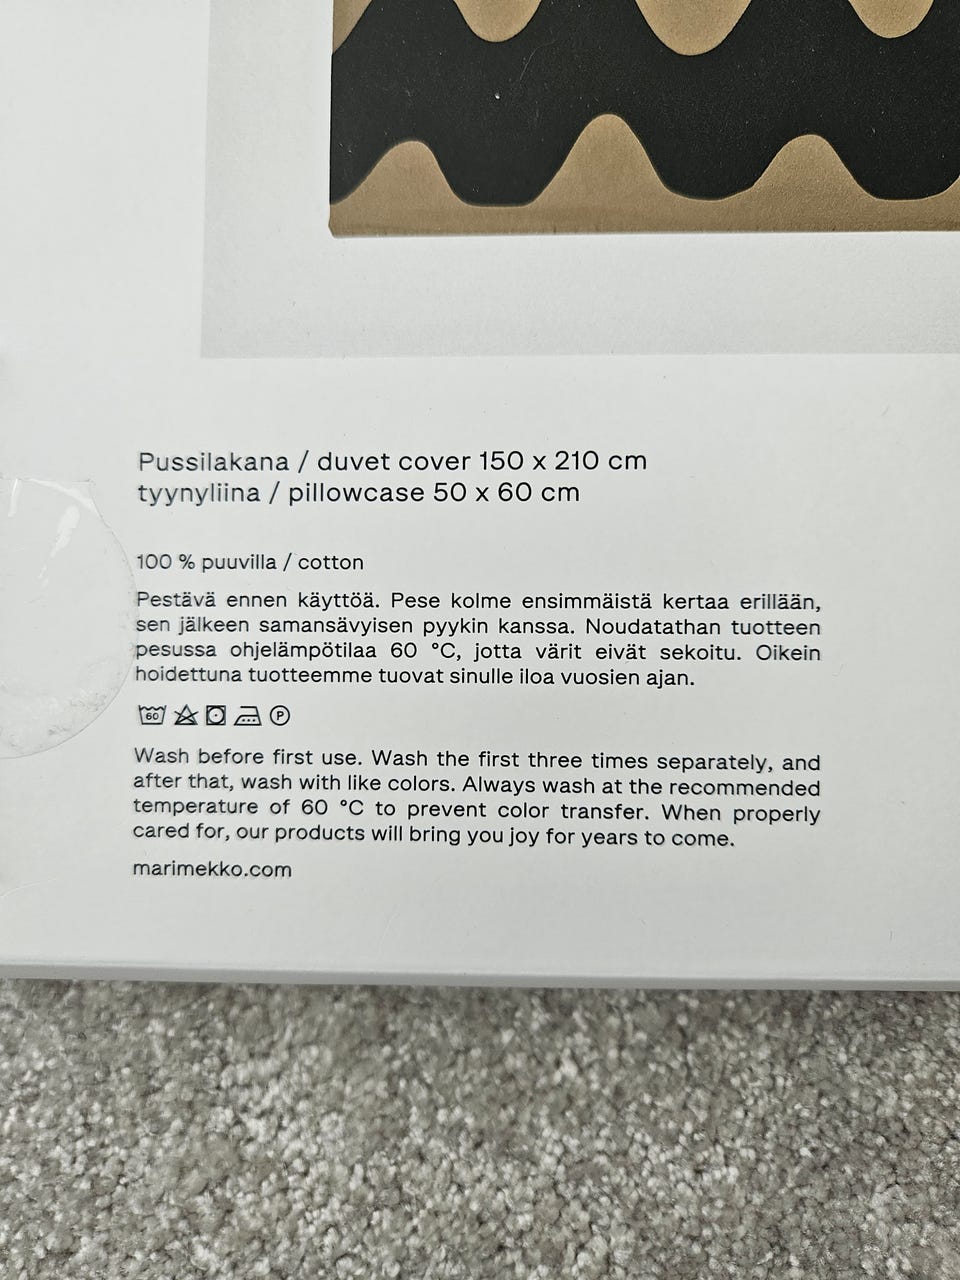 Pussilakana / duvet cover 150 x 210 cm
tyynyliina / pillowcase 50 x 60 cm
100 % puuvilla / cotton
Pestävä ennen käyttöä. Pese kolme ensimmäistä kertaa erillään,
sen jälkeen samansävyisen pyykin kanssa. Noudatathan tuotteen
pesussa ohjelämpötilaa 60 °C, jotta värit eivät sekoitu. Oikein
hoidettuna tuotteemme tuovat sinulle iloa vuosien ajan.
60 P
Wash before first use. Wash the first three times separately, and
after that, wash with like colors. Always wash at the recommended
temperature of 60 °C to prevent color transfer. When properly
cared for, our products will bring you joy for years to come.
marimekko.com